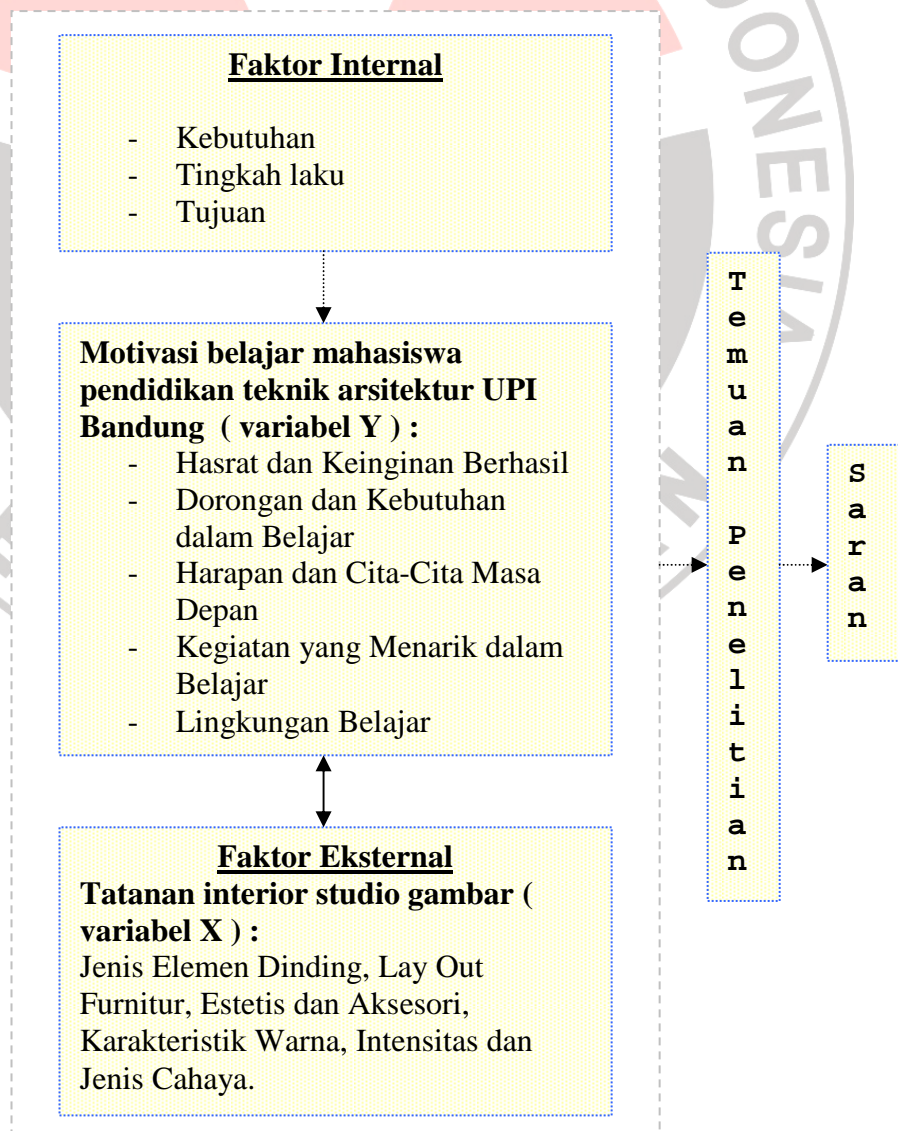 Faktor Internal
- Kebutuhan
- Tingkah laku
- Tujuan
Motivasi belajar mahasiswa
pendidikan teknik arsitektur UPI
Bandung ( variabel Y ) :
- Hasrat dan Keinginan Berhasil
- Dorongan dan Kebutuhan
dalam Belajar
- Harapan dan Cita-Cita Masa
Depan
- Kegiatan yang Menarik dalam
Belajar
- Lingkungan Belajar
Faktor Eksternal
Tatanan interior studio gambar (
variabel X ) :
Jenis Elemen Dinding, Lay Out
Furnitur, Estetis dan Aksesori,
Karakteristik Warna, Intensitas dan
Jenis Cahaya.
Temuan Penelitian
Saran